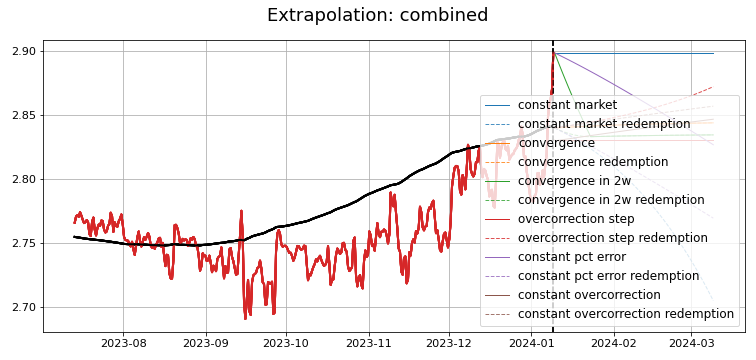 Extrapolation: combined
2.90
2.85
2.80
2.75
2.70
constant market
constant market redemption
convergence
convergence redemption
convergence in 2w
convergence in 2w redemption
overcorrection step
overcorrection step redemption
constant pct error
constant pct error redemption
constant overcorrection
constant overcorrection redemption
2023-08 2023-09 2023-10 2023-11 2023-12 2024-01 2024-02 2024-03